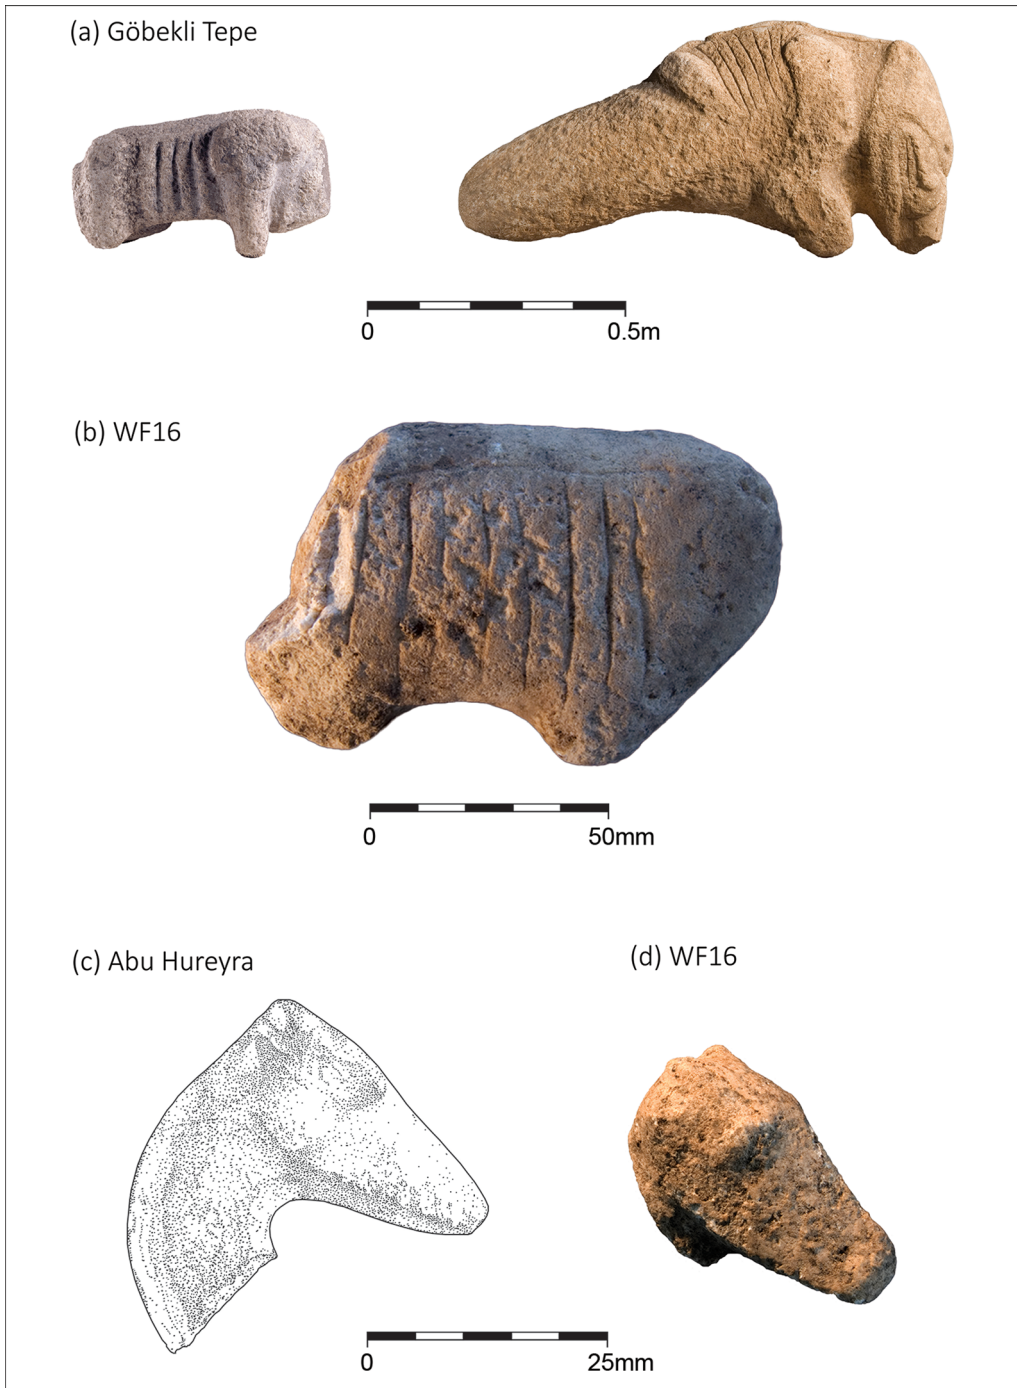 (a) Göbekli Tepe
0 0.5m
(b) WF16
0 50mm
(c) Abu Hureyra
(d) WF16
0 25mm